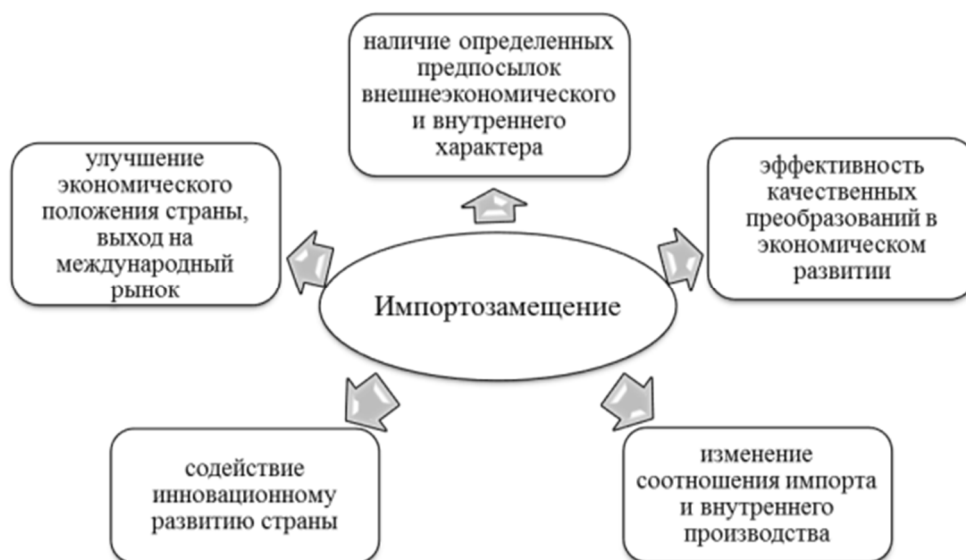 наличие определенных
предпосылок
внешнеэкономического
и внутреннего
характера
улучшение
экономического
положения страны,
выход на
международный
рынок
эффективность
качественных
преобразований в
экономическом
развитии
Импортозамещение
содействие
инновационному
развитию страны
изменение
соотношения импорта
и внутреннего
производства